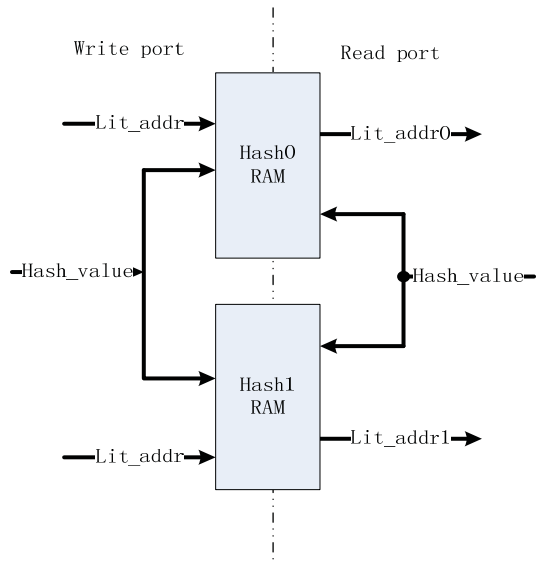 Write port
Read port
Lit_addr
Lit_addr0
Hash0
RAM
Hash_value
Hash_value
Hash1
RAM
Lit_addr
Lit_addr1